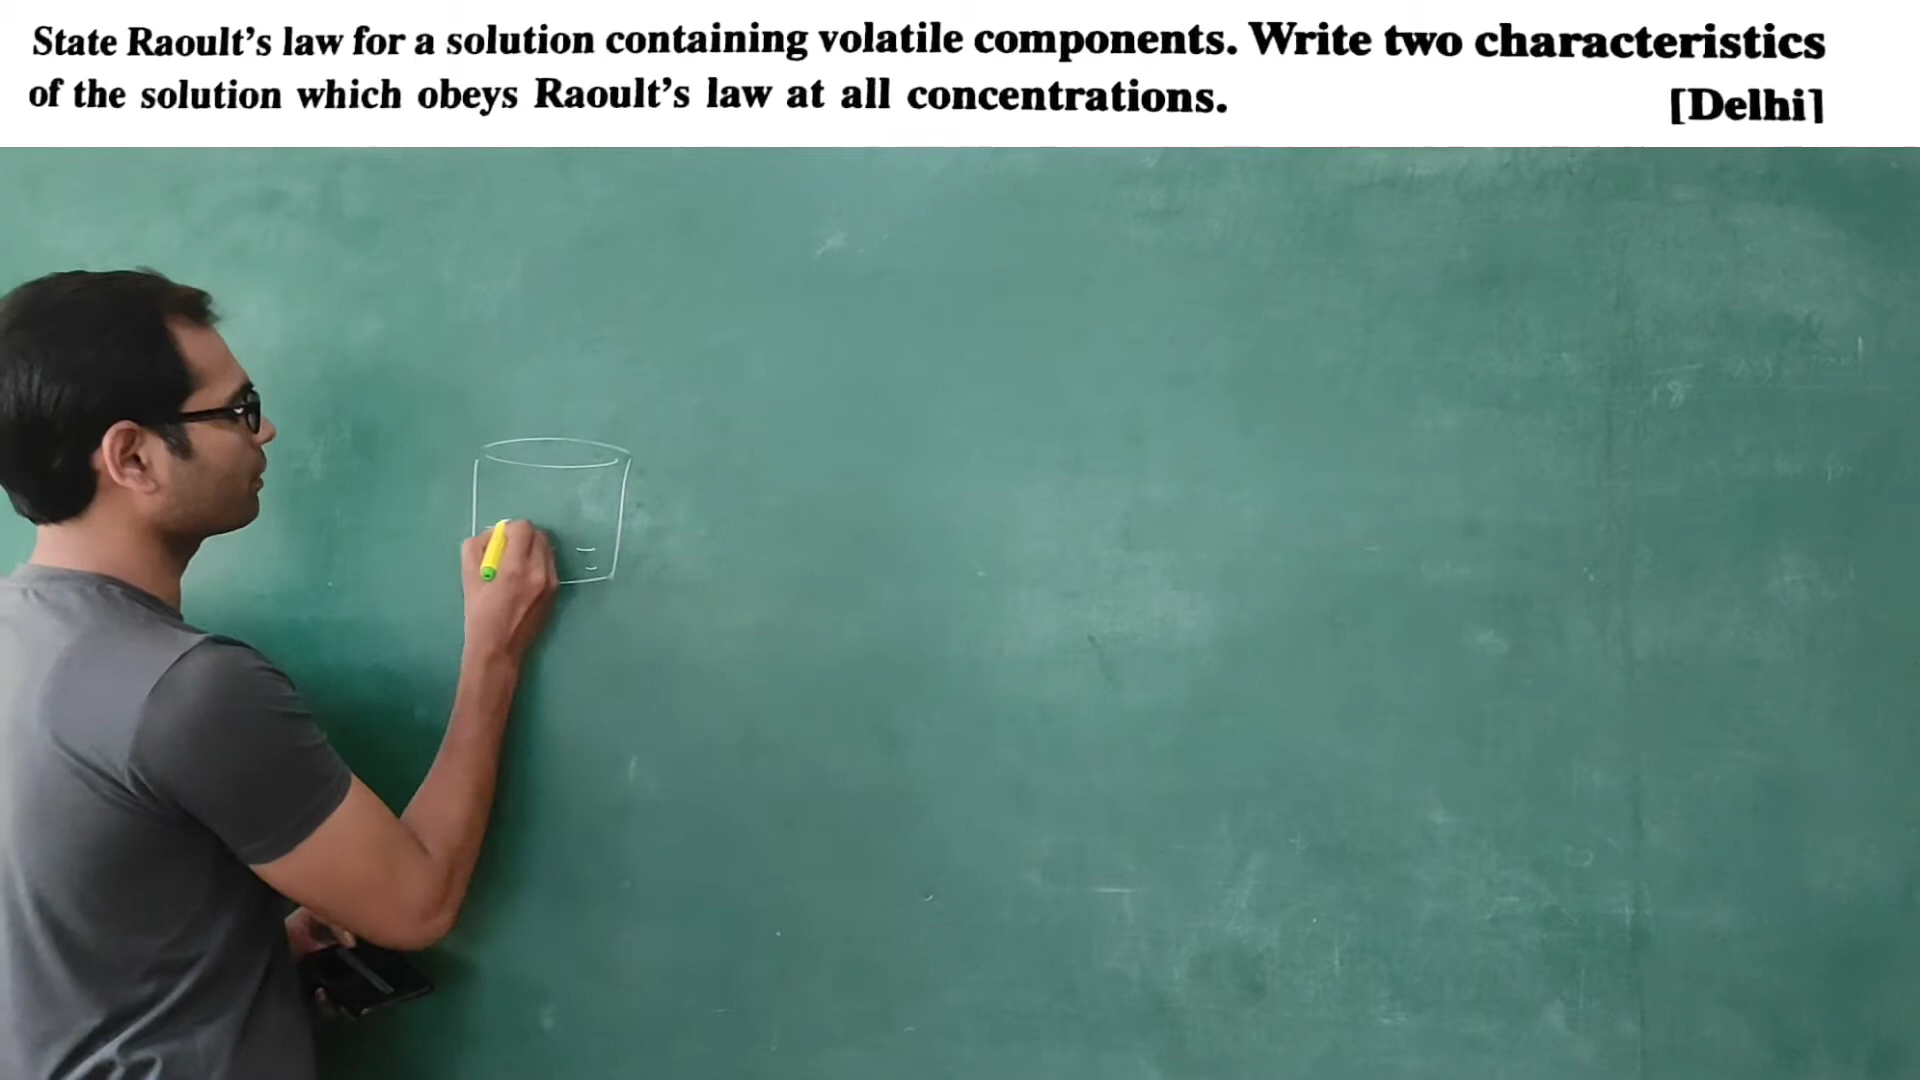 State Raoult's law for a solution containing volatile components. Write two characteristics
of the solution which obeys Raoult's law at all concentrations.
[Delhi]